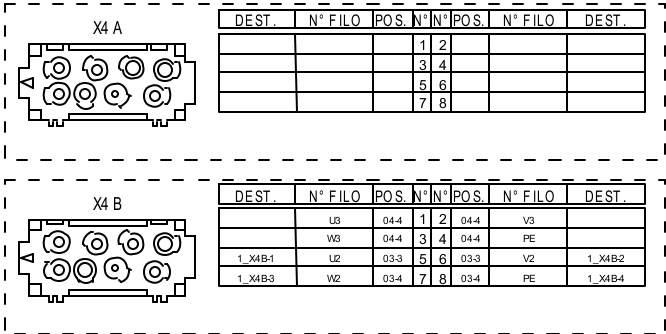 X4 A
DEST. N° FILO POS. N° N° POS. N° FILO DEST.
1 2
3 4
5 6
7 8
X4 B
DEST. N° FILO POS. N° N° POS. N° FILO DEST.
U3 04-4 1 2 04-4 V3
W3 04-4 3 4 04-4 PE
1_X4B-1 U2 03-3 5 6 03-3 V2 1_X4B-2
1_X4B-3 W2 03-4 7 8 03-4 PE 1_X4B-4